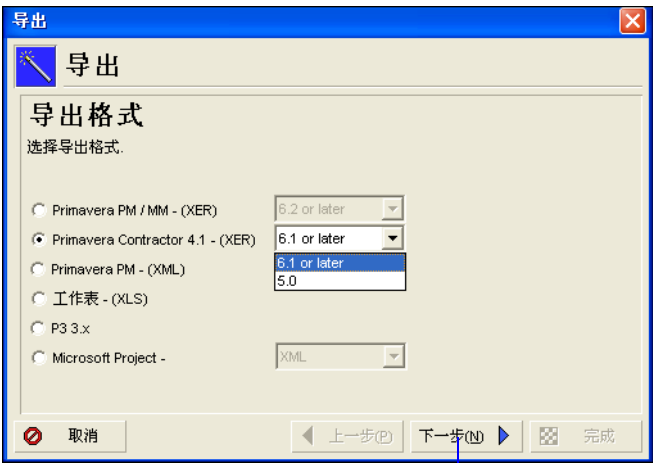 导出
导出
导出格式
选择导出格式.
Primavera PM / MM - (XER) 6.2 or later
Primavera Contractor 4.1 - (XER) 6.1 or later
6.1 or later
Primavera PM - (XML)
5.0
工作表 - (XLS)
P3 3.x
Microsoft Project - XML
取消 上一步(P) 下一步(N) 完成